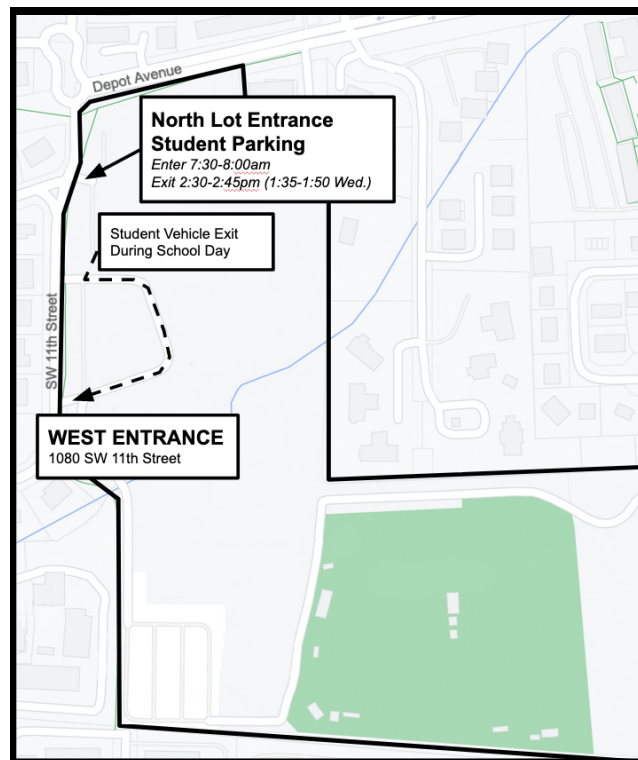 Depot Avenue
North Lot Entrance
Student Parking
Enter 7:30-8:00am
Exit 2:30-2:45pm (1:35-1:50 Wed.)
Student Vehicle Exit
During School Day
SW 11th Street
WEST ENTRANCE
1080 SW 11th Street